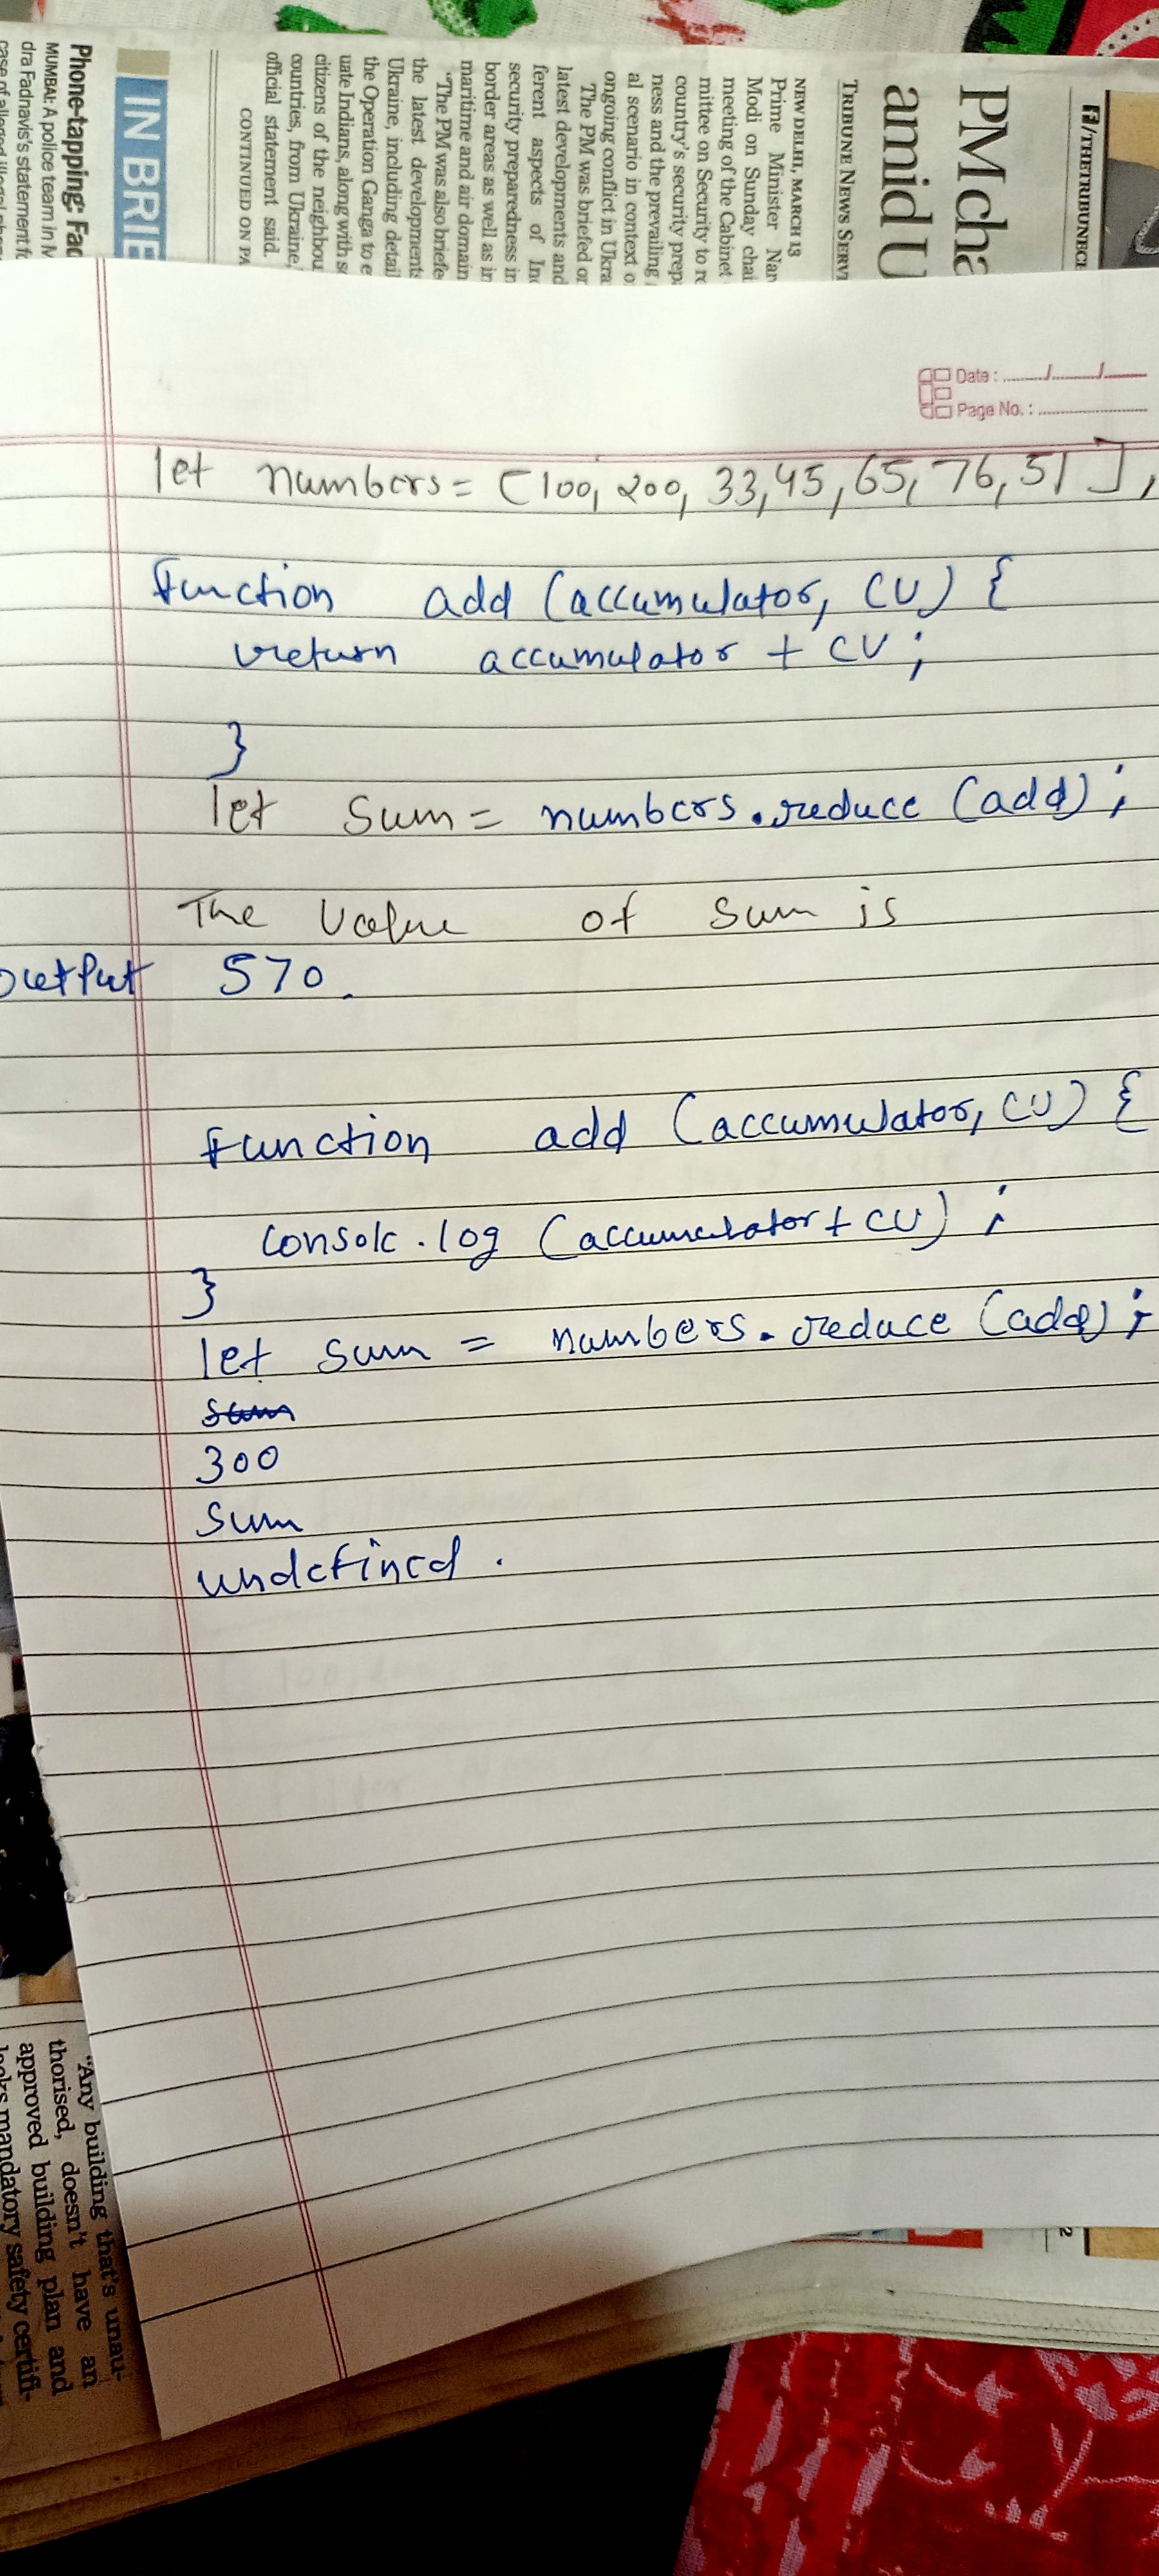 f/THETRIBUNECH
PM cha
amid U
TRIBUNE NEWS SERVI
NEW DELHI, MARCH 13
Prime Minister Nar
Modi on Sunday chai
meeting of the Cabinet
mittee on Security to re
country's security prep
ness and the prevailing
al scenario in context o
ongoing conflict in Ukra
The PM was briefed or
latest developments and
ferent aspects of Ind
security preparedness in
border areas as well as in
maritime and air domain
"The PM was also briefe
the latest developments
Ukraine, including detail
the Operation Ganga to e
uate Indians, along with so
citizens of the neighbou
countries, from Ukraine,
official statement said.
CONTINUED ON PA
IN BRIE
Phone-tapping: Fad
MUMBAI: A police team in M
dra Fadnavis's statement fo
case of alleged illegal phon
Date : ......./......./.......
Page No. : .......................
let numbers = [100, 200, 33, 45, 65, 76, 51],
function add (accumulator, CV) {
return accumulator + CV;
}
let sum = numbers.reduce (add);
The value of sum is
output 570.
function add (accumulator, CV) {
console.log (accumulator + CV);
}
let sum = numbers.reduce (add);
sum
300
sum
undefined.
"Any building that's unau-
thorised, doesn't have an
approved building plan and
lacks mandatory safety certifi-
2